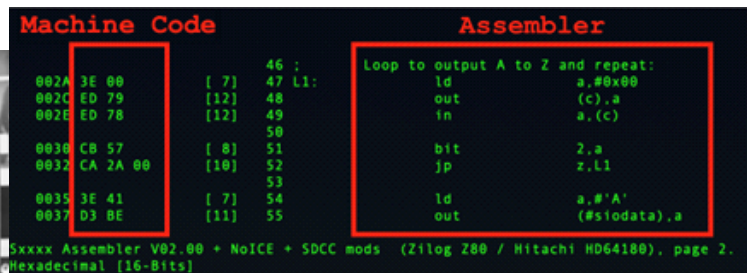 Machine Code Assembler
46 ; Loop to output A to Z and repeat:
002A 3E 00 [ 7] 47 L1: ld a,#0x00
002C ED 79 [12] 48 out (c),a
002E ED 78 [12] 49 in a,(c)
50
0030 CB 57 [ 8] 51 bit 2,a
0032 CA 2A 00 [10] 52 jp z,L1
53
0035 3E 41 [ 7] 54 ld a,#'A'
0037 D3 BE [11] 55 out (#siodata),a
Sxxxx Assembler V02.00 + NoICE + SDCC mods (Zilog Z80 / Hitachi HD64180), page 2.
Hexadecimal [16-Bits]